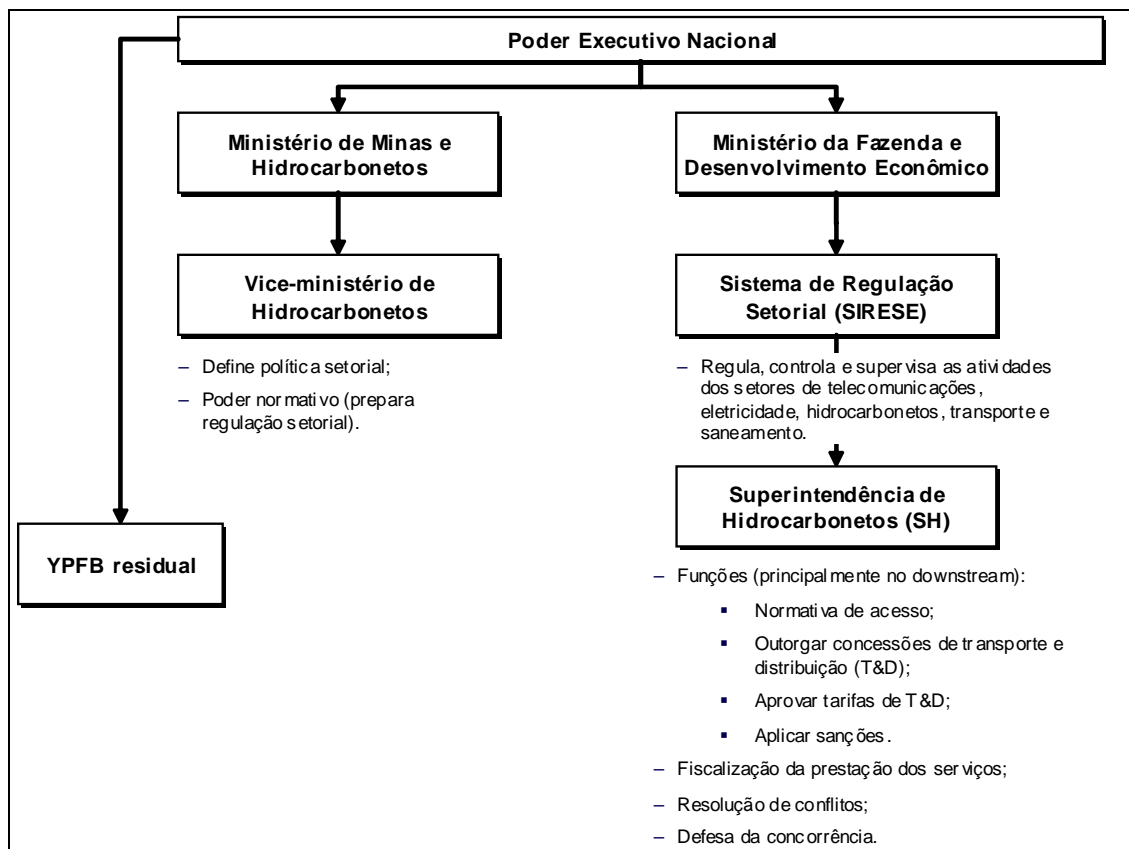 Poder Executivo Nacional
Ministério de Minas e
Hidrocarbonetos
Ministério da Fazenda e
Desenvolvimento Econômico
Vice-ministério de
Hidrocarbonetos
Sistema de Regulação
Setorial (SIRESE)
– Define política setorial;
– Poder normativo (prepara
regulação setorial).
– Regula, controla e supervisa as atividades
dos setores de telecomunicações,
eletricidade, hidrocarbonetos, transporte e
saneamento.
Superintendência de
Hidrocarbonetos (SH)
YPFB residual
– Funções (principalmente no downstream):
▪ Normativa de acesso;
▪ Outorgar concessões de transporte e
distribuição (T&D);
▪ Aprovar tarifas de T&D;
▪ Aplicar sanções.
– Fiscalização da prestação dos serviços;
– Resolução de conflitos;
– Defesa da concorrência.